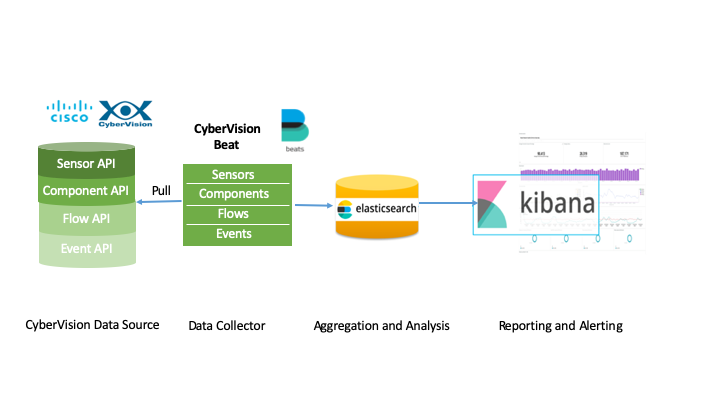 CISCO
CyberVision
CyberVision
Beat
beats
Sensor API
Component API
Flow API
Event API
Pull
Sensors
Components
Flows
Events
elasticsearch
kibana
CyberVision Data Source
Data Collector
Aggregation and Analysis
Reporting and Alerting